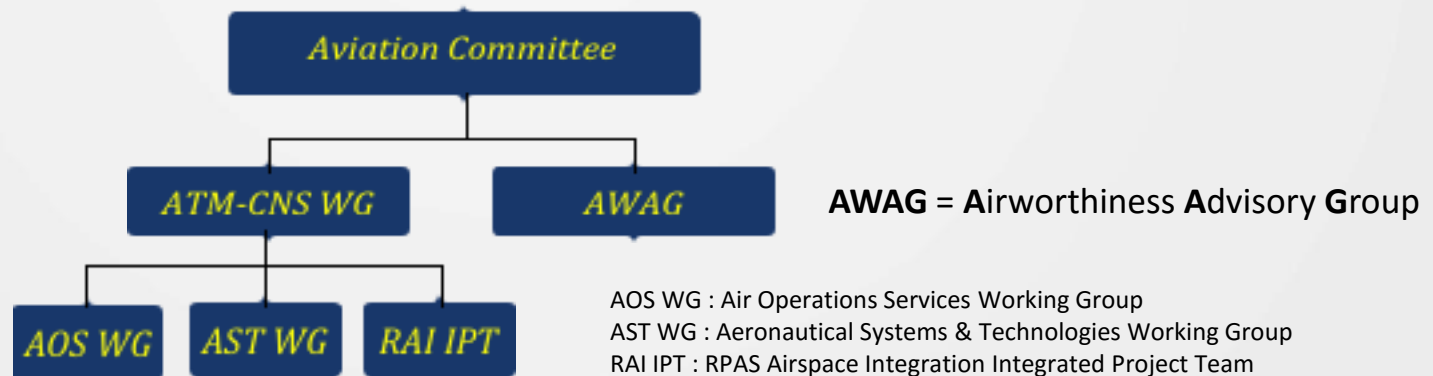 Aviation Committee
ATM-CNS WG
AWAG
AWAG = Airworthiness Advisory Group
AOS WG
AST WG
RAI IPT
AOS WG : Air Operations Services Working Group
AST WG : Aeronautical Systems & Technologies Working Group
RAI IPT : RPAS Airspace Integration Integrated Project Team